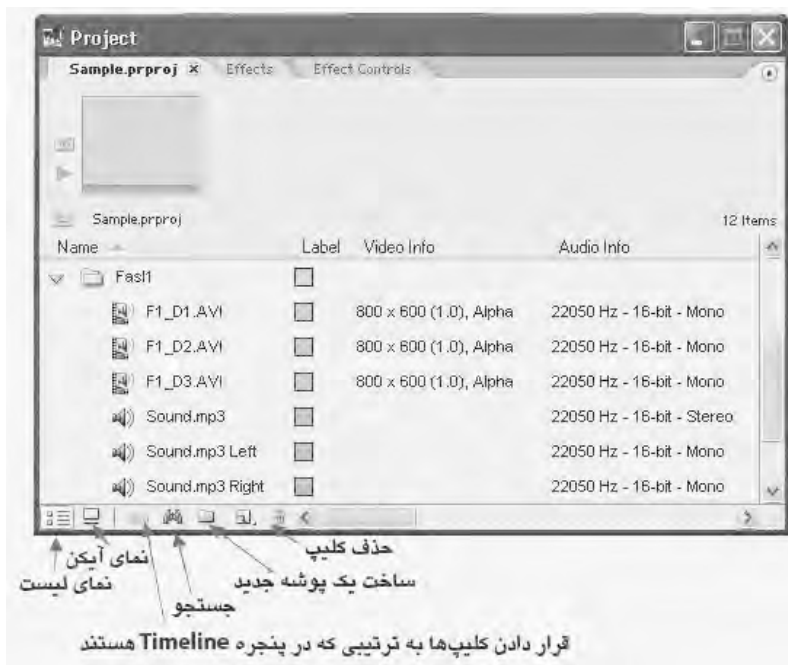 Project
Sample.prproj × Effects Effect Controls
Sample.prproj 12 Items
Name Label Video Info Audio Info
Fasl1
F1_D1.AVI 800 x 600 (1.0), Alpha 22050 Hz - 16-bit - Mono
F1_D2.AVI 800 x 600 (1.0), Alpha 22050 Hz - 16-bit - Mono
F1_D3.AVI 800 x 600 (1.0), Alpha 22050 Hz - 16-bit - Mono
Sound.mp3 22050 Hz - 16-bit - Stereo
Sound.mp3 Left 22050 Hz - 16-bit - Mono
Sound.mp3 Right 22050 Hz - 16-bit - Mono
حذف کلیپ
نمای آیکن
ساخت یک پوشه جدید
نمای لیست
جستجو
قرار دادن کلیپ‌ها به ترتیبی که در پنجره Timeline هستند